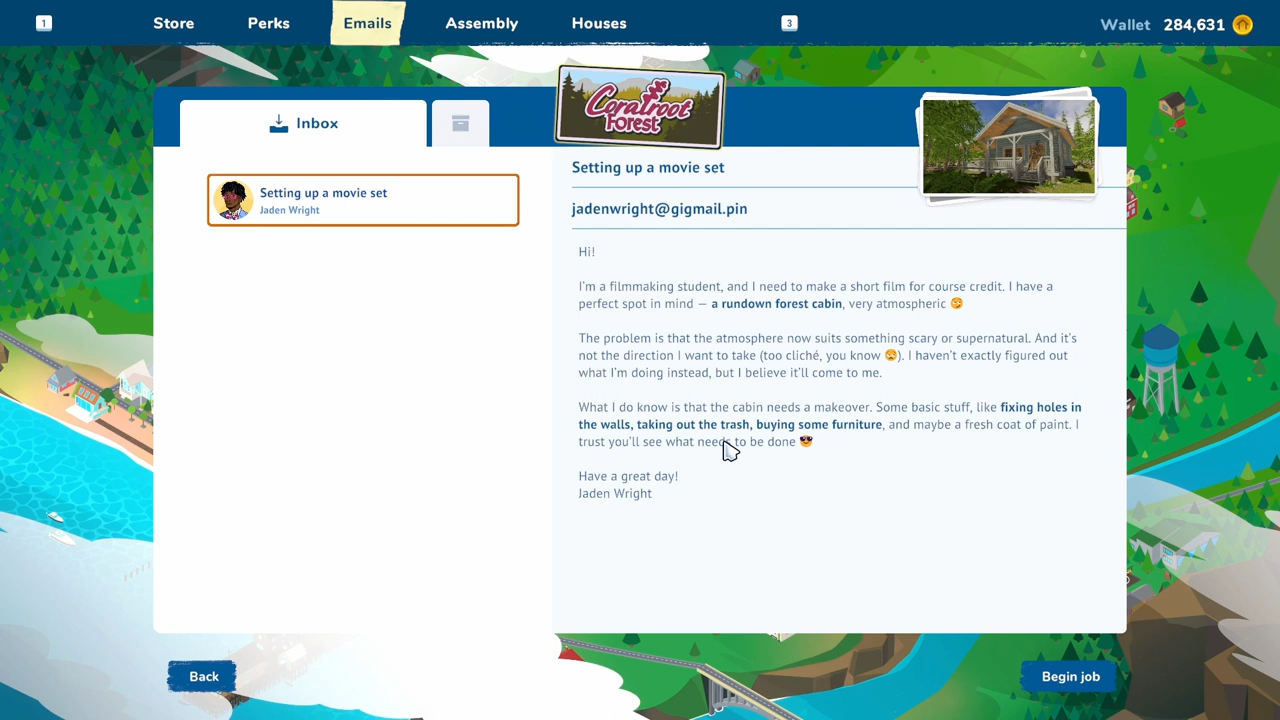 1
Store
Perks
Emails
Assembly
Houses
3
Wallet 284,631
Inbox
Coralroot
Forest
Setting up a movie set
Jaden Wright
Setting up a movie set
jadenwright@gigmail.pin
Hi!
I'm a filmmaking student, and I need to make a short film for course credit. I have a
perfect spot in mind — a rundown forest cabin, very atmospheric 🙄
The problem is that the atmosphere now suits something scary or supernatural. And it's
not the direction I want to take (too cliché, you know 😩). I haven't exactly figured out
what I'm doing instead, but I believe it'll come to me.
What I do know is that the cabin needs a makeover. Some basic stuff, like fixing holes in
the walls, taking out the trash, buying some furniture, and maybe a fresh coat of paint. I
trust you'll see what needs to be done 😎
Have a great day!
Jaden Wright
Back
Begin job